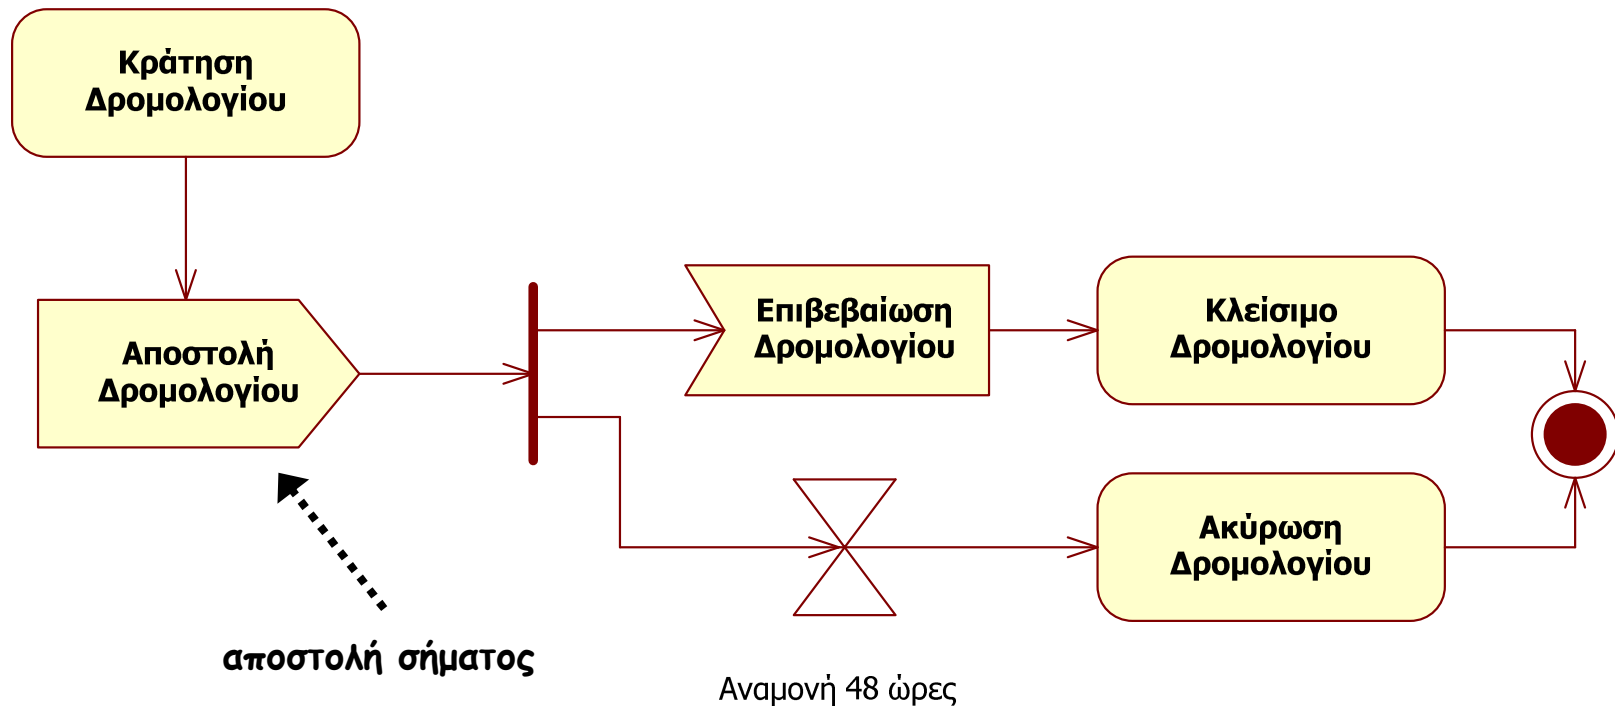 Κράτηση
Δρομολογίου
Αποστολή
Δρομολογίου
Επιβεβαίωση
Δρομολογίου
Κλείσιμο
Δρομολογίου
Ακύρωση
Δρομολογίου
αποστολή σήματος
Αναμονή 48 ώρες